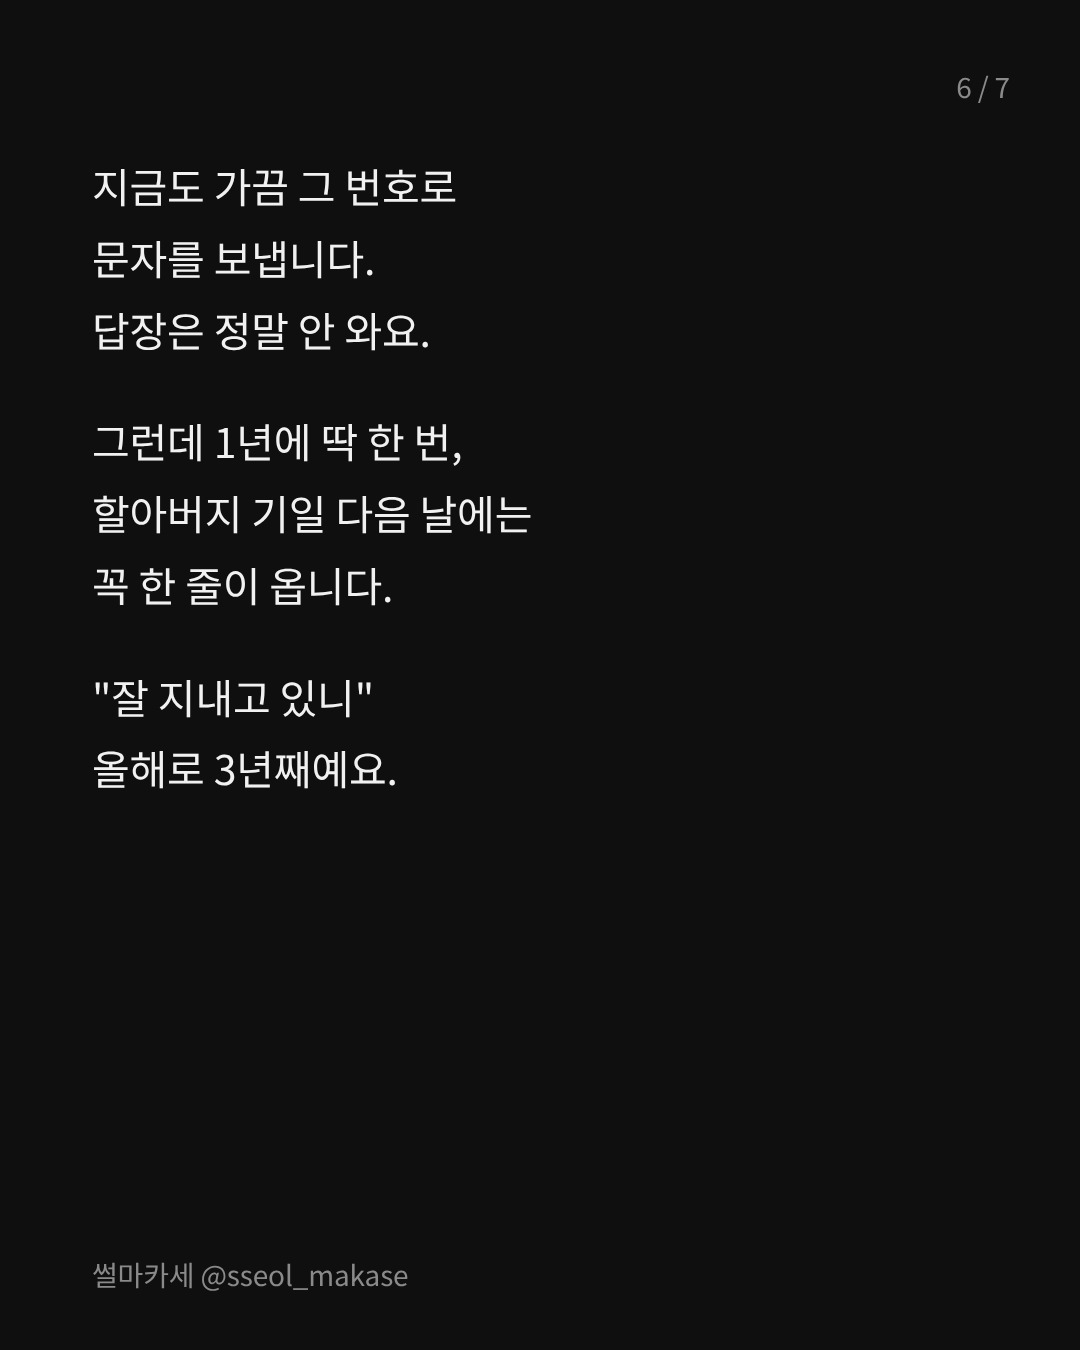 6 / 7
지금도 가끔 그 번호로
문자를 보냅니다.
답장은 정말 안 와요.
그런데 1년에 딱 한 번,
할아버지 기일 다음 날에는
꼭 한 줄이 옵니다.
"잘 지내고 있니"
올해로 3년째예요.
썰마카세 @sseol_makase